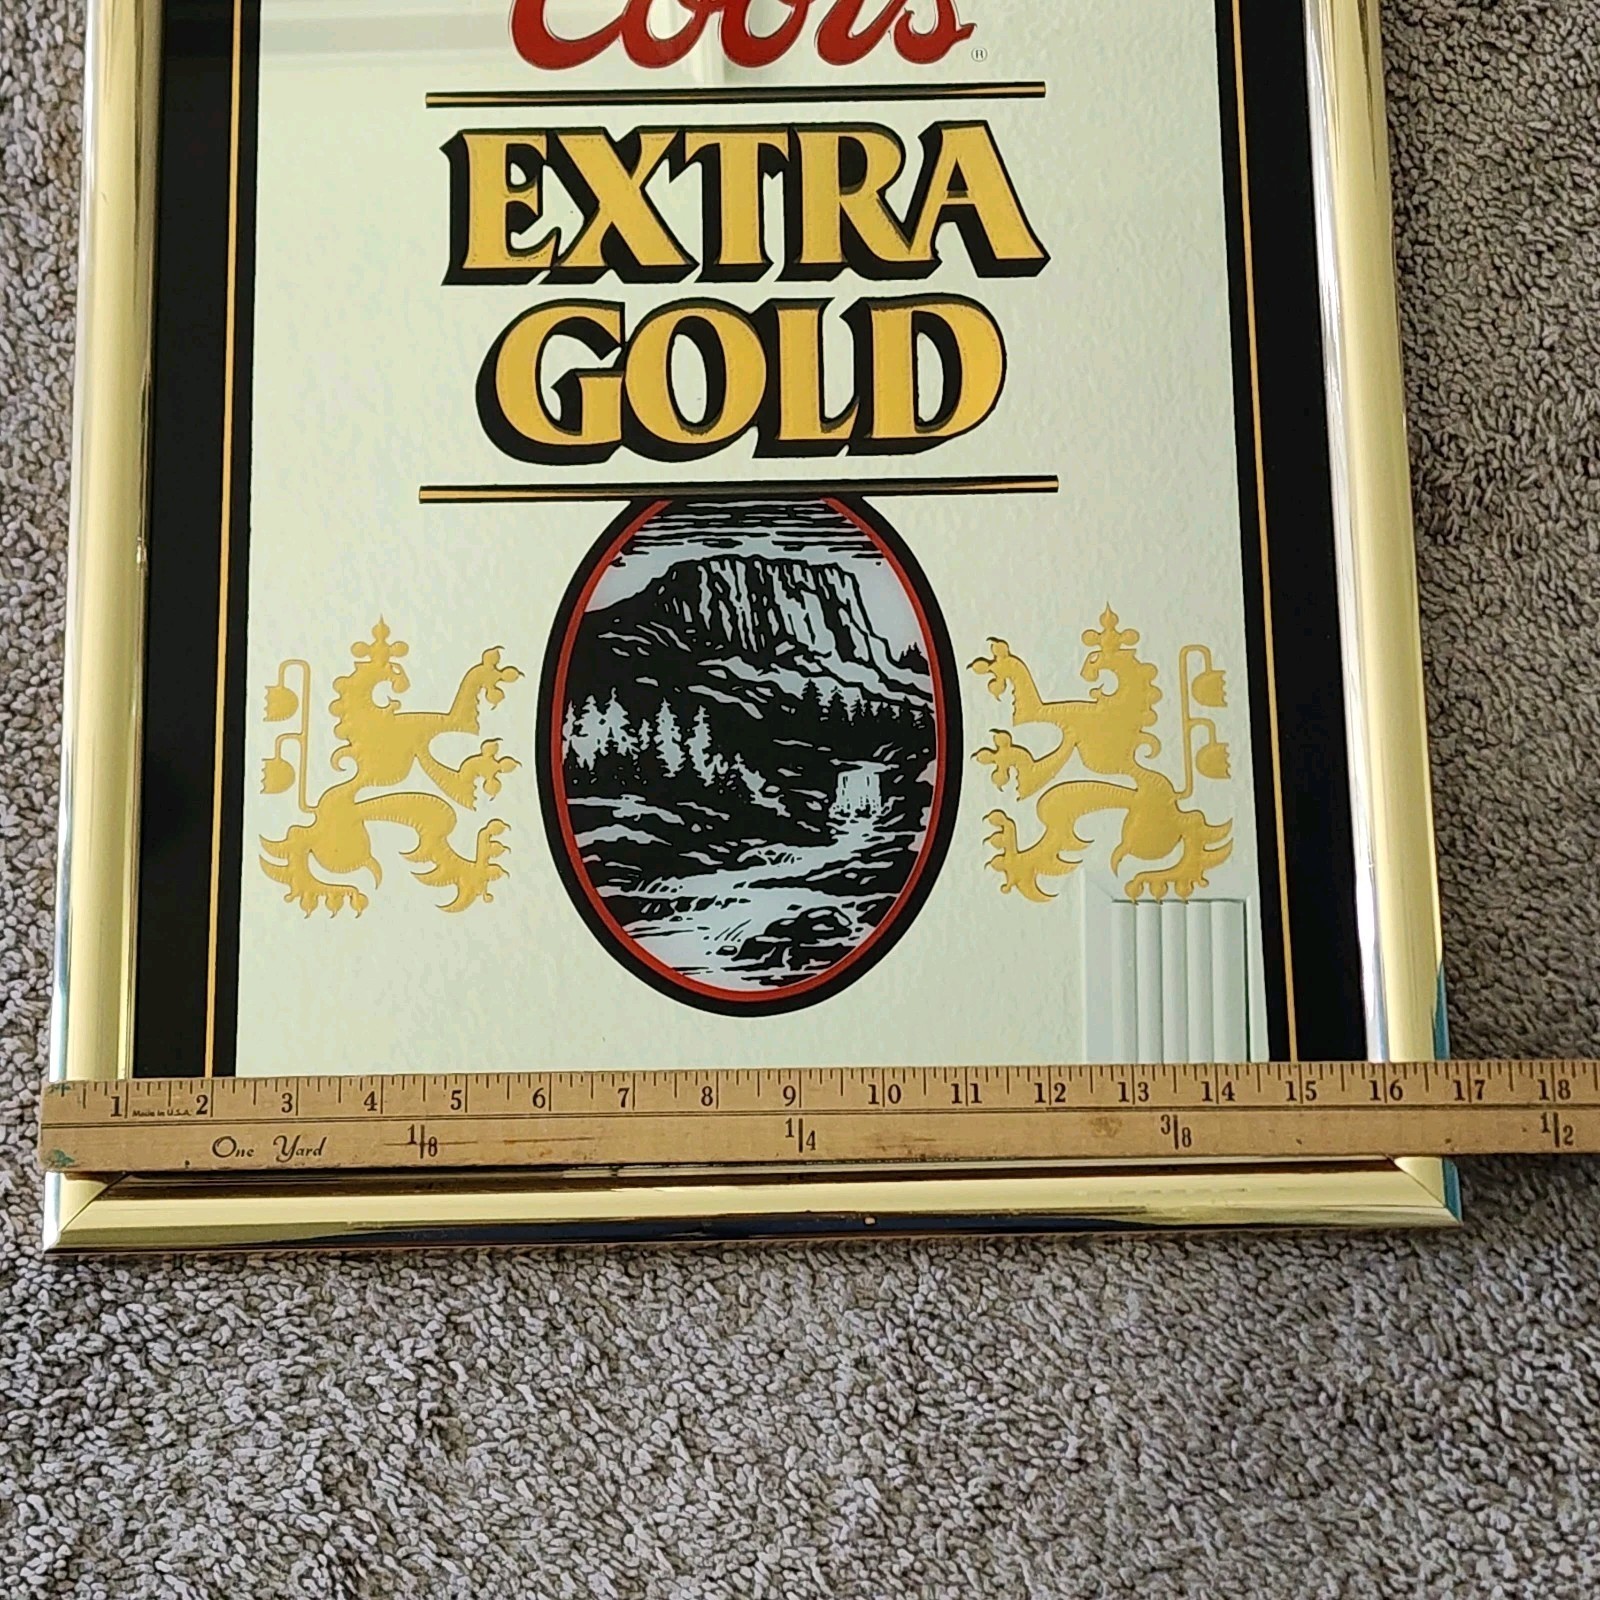 Coors ®
EXTRA
GOLD
1 2 3 4 5 6 7 8 9 10 11 12 13 14 15 16 17 18
Made in U.S.A.
One Yard 1/8 1/4 3/8 1/2